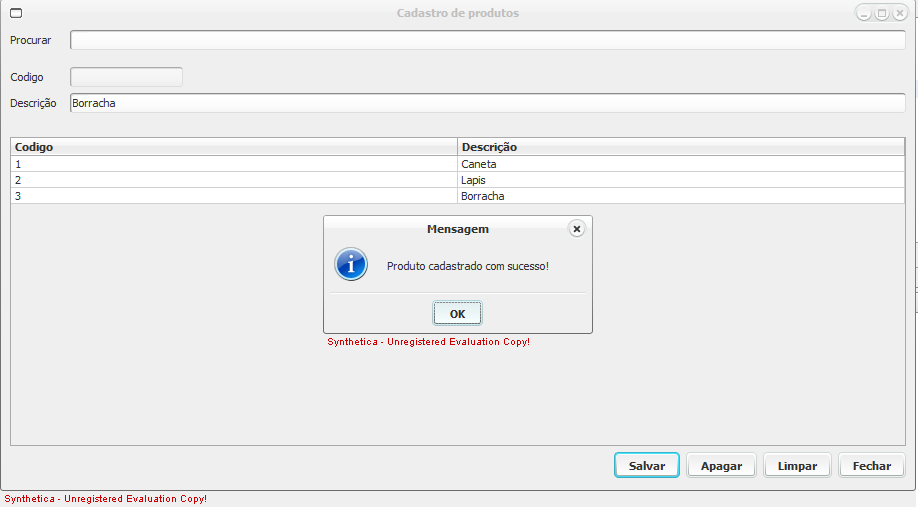 Cadastro de produtos
Procurar
Codigo
Descrição Borracha
Codigo Descrição
1 Caneta
2 Lapis
3 Borracha
Mensagem
Produto cadastrado com sucesso!
OK
Synthetica - Unregistered Evaluation Copy!
Salvar Apagar Limpar Fechar
Synthetica - Unregistered Evaluation Copy!